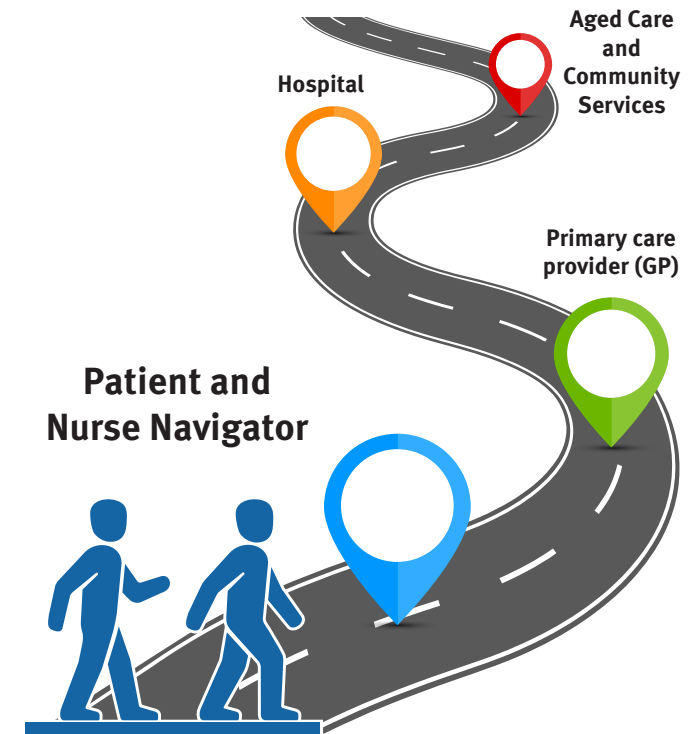 Aged Care
and
Community
Services
Hospital
Primary care
provider (GP)
Patient and
Nurse Navigator